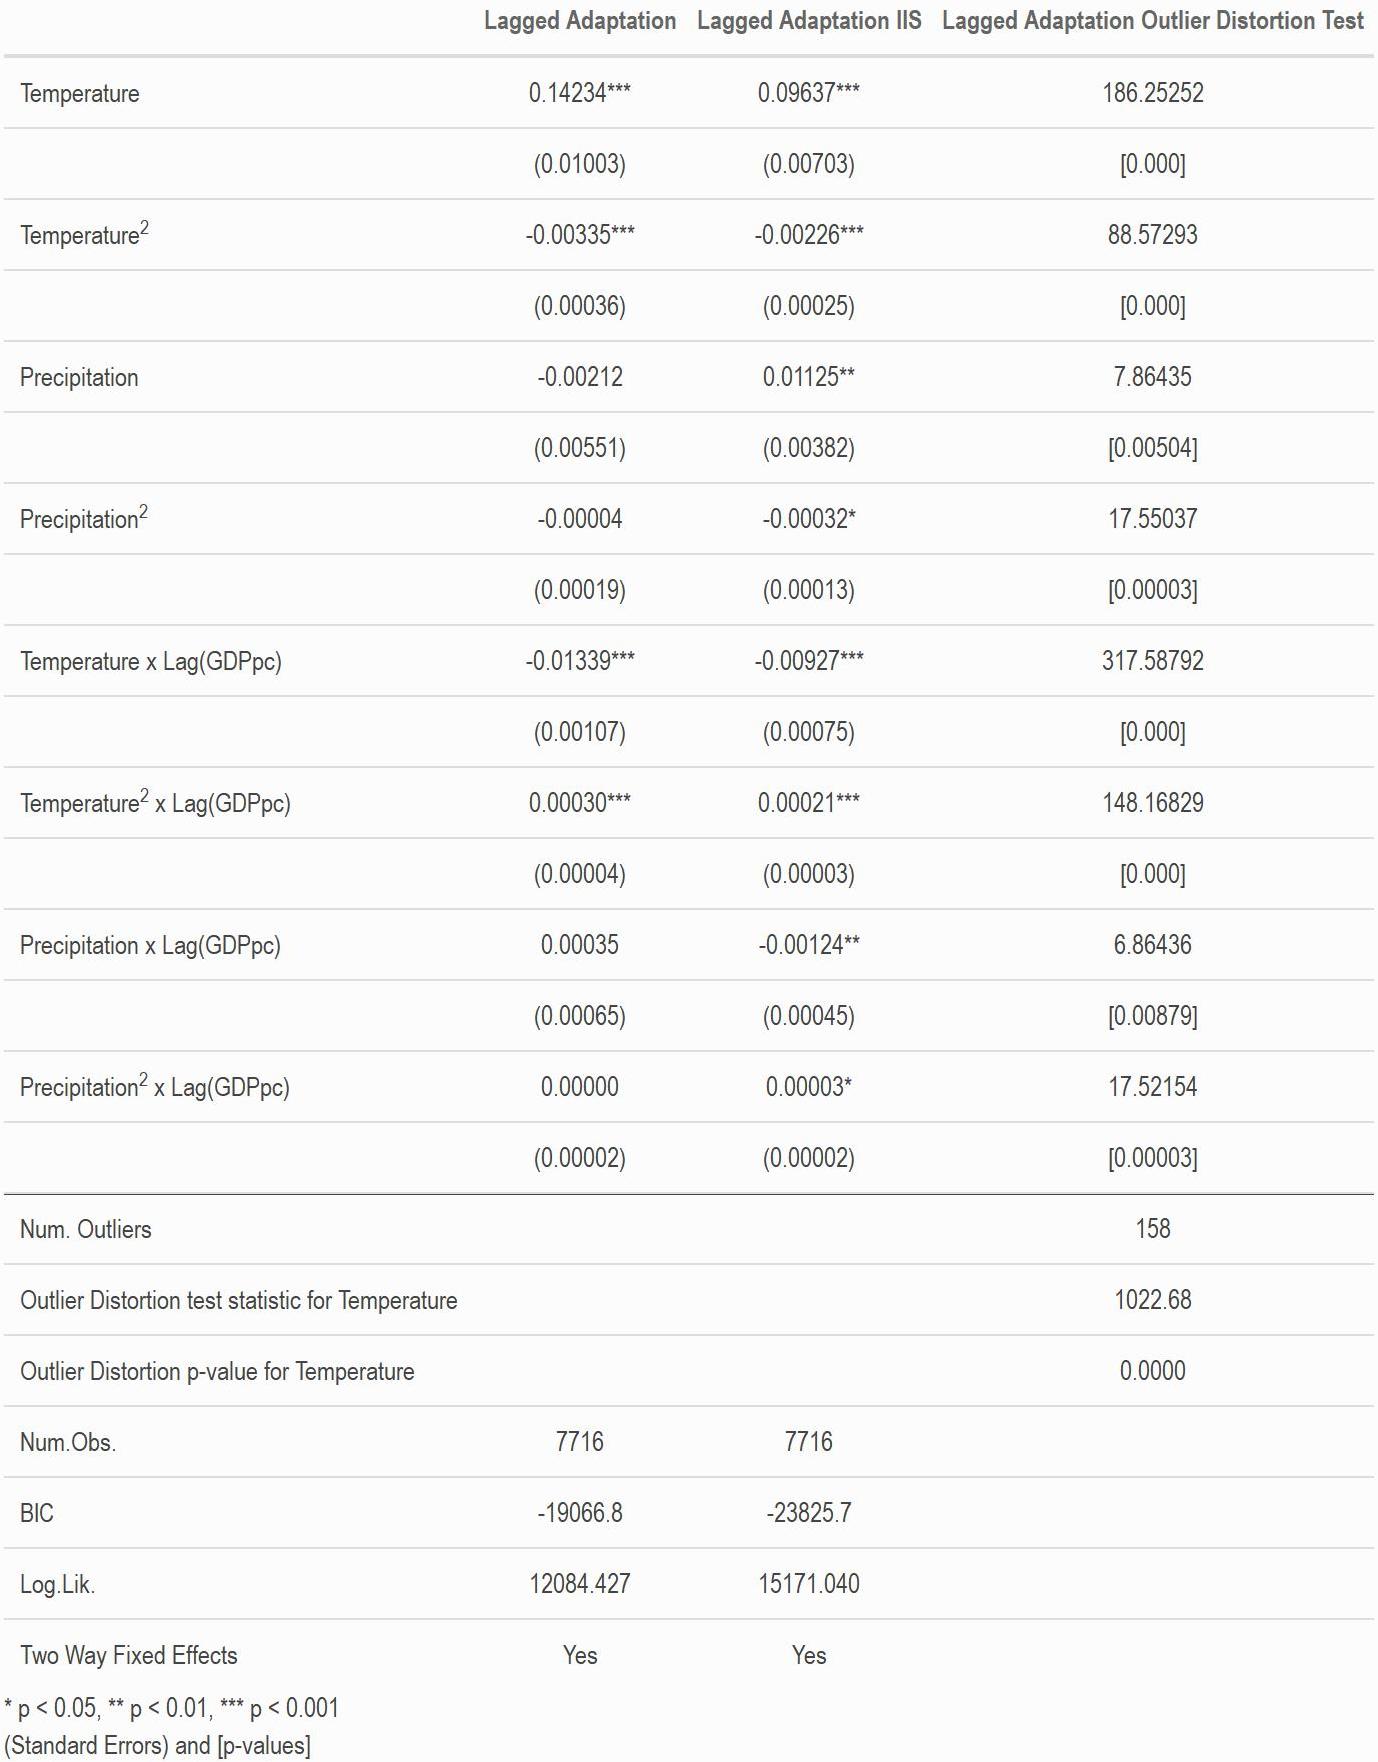 Lagged Adaptation Lagged Adaptation IIS Lagged Adaptation Outlier Distortion Test
Temperature 0.14234*** 0.09637*** 186.25252
(0.01003) (0.00703) [0.000]
Temperature² -0.00335*** -0.00226*** 88.57293
(0.00036) (0.00025) [0.000]
Precipitation -0.00212 0.01125** 7.86435
(0.00551) (0.00382) [0.00504]
Precipitation² -0.00004 -0.00032* 17.55037
(0.00019) (0.00013) [0.00003]
Temperature x Lag(GDPpc) -0.01339*** -0.00927*** 317.58792
(0.00107) (0.00075) [0.000]
Temperature² x Lag(GDPpc) 0.00030*** 0.00021*** 148.16829
(0.00004) (0.00003) [0.000]
Precipitation x Lag(GDPpc) 0.00035 -0.00124** 6.86436
(0.00065) (0.00045) [0.00879]
Precipitation² x Lag(GDPpc) 0.00000 0.00003* 17.52154
(0.00002) (0.00002) [0.00003]
Num. Outliers 158
Outlier Distortion test statistic for Temperature 1022.68
Outlier Distortion p-value for Temperature 0.0000
Num.Obs. 7716 7716
BIC -19066.8 -23825.7
Log.Lik. 12084.427 15171.040
Two Way Fixed Effects Yes Yes
* p < 0.05, ** p < 0.01, *** p < 0.001
(Standard Errors) and [p-values]